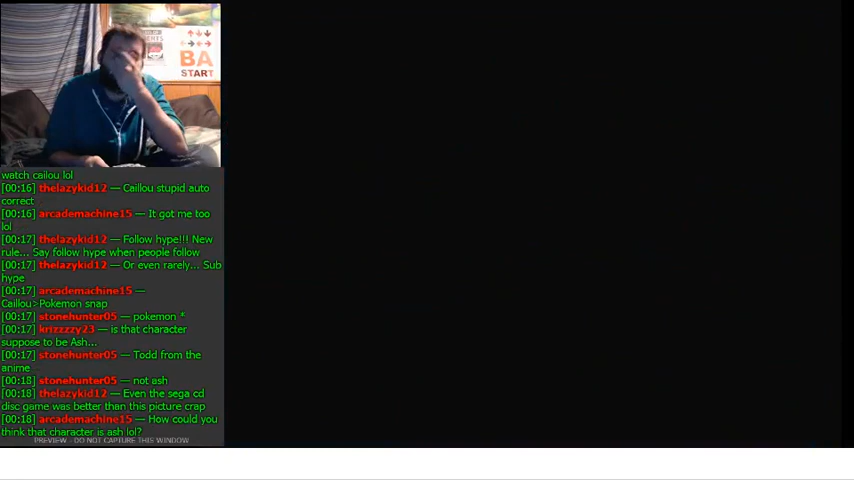 BA
START
watch cailou lol
[00:16] thelazykid12 — Caillou stupid auto
correct
[00:16] arcademachine15 — It got me too
lol
[00:17] thelazykid12 — Follow hype!!! New
rule... Say follow hype when people follow
[00:17] thelazykid12 — Or even rarely... Sub
hype
[00:17] arcademachine15 —
Caillou>Pokemon snap
[00:17] stonehunter05 — pokemon *
[00:17] krizzzzy23 — is that character
suppose to be Ash...
[00:17] stonehunter05 — Todd from the
anime
[00:18] stonehunter05 — not ash
[00:18] thelazykid12 — Even the sega cd
disc game was better than this picture crap
[00:18] arcademachine15 — How could you
think that character is ash lol?
PREVIEW - DO NOT CAPTURE THIS WINDOW